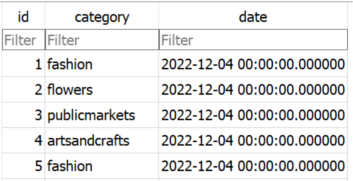 id category date
Filter Filter Filter
1 fashion 2022-12-04 00:00:00.000000
2 flowers 2022-12-04 00:00:00.000000
3 publicmarkets 2022-12-04 00:00:00.000000
4 artsandcrafts 2022-12-04 00:00:00.000000
5 fashion 2022-12-04 00:00:00.000000